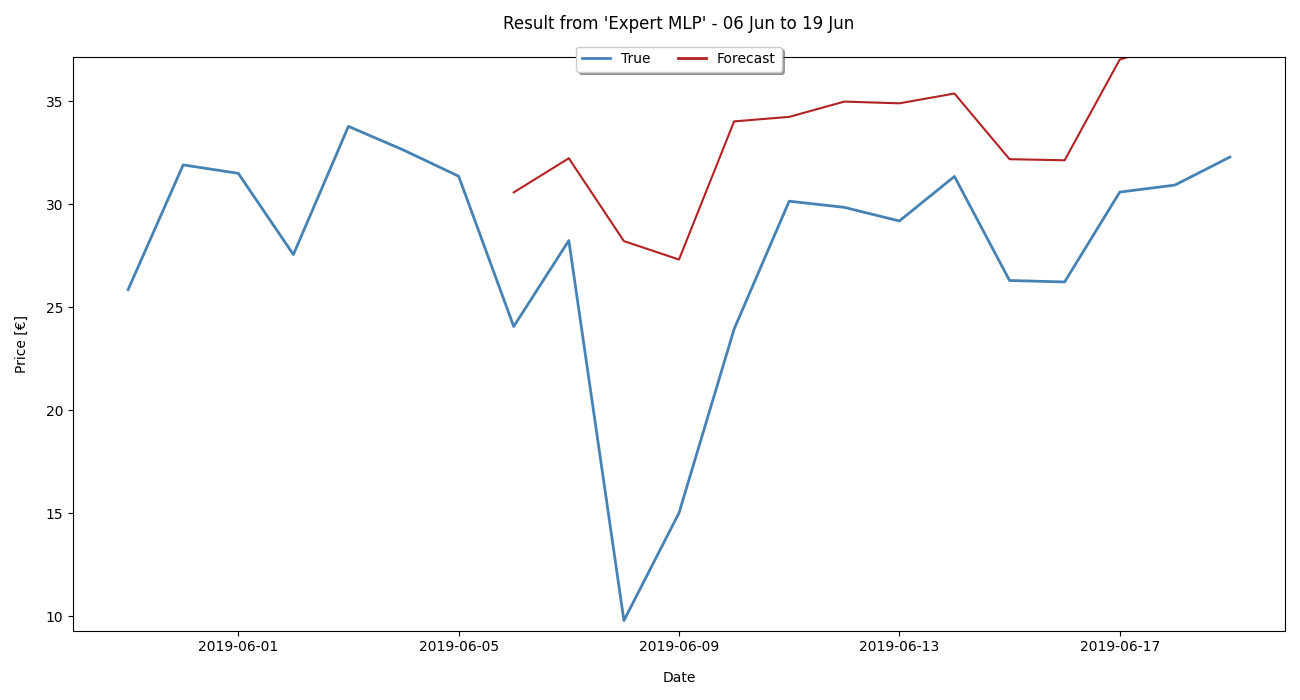 Result from 'Expert MLP' - 06 Jun to 19 Jun
True Forecast
35
30
25
20
15
10
Price [€]
2019-06-01 2019-06-05 2019-06-09 2019-06-13 2019-06-17
Date